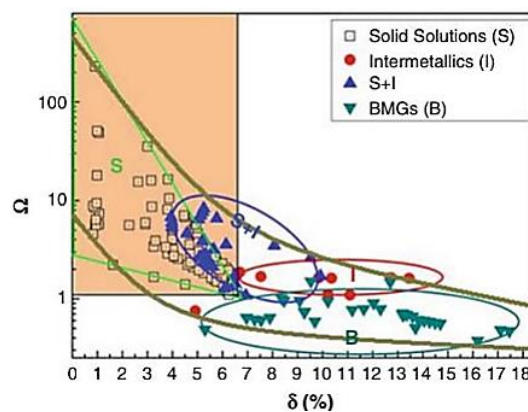 Solid Solutions (S)
Intermetallics (I)
S+I
BMGs (B)
100
10
1
Ω
S
S+I
I
B
0 1 2 3 4 5 6 7 8 9 10 11 12 13 14 15 16 17 18
δ (%)